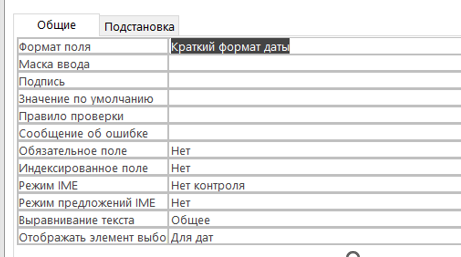 Общие Подстановка
Формат поля Краткий формат даты
Маска ввода
Подпись
Значение по умолчанию
Правило проверки
Сообщение об ошибке
Обязательное поле Нет
Индексированное поле Нет
Режим IME Нет контроля
Режим предложений IME Нет
Выравнивание текста Общее
Отображать элемент выбо Для дат